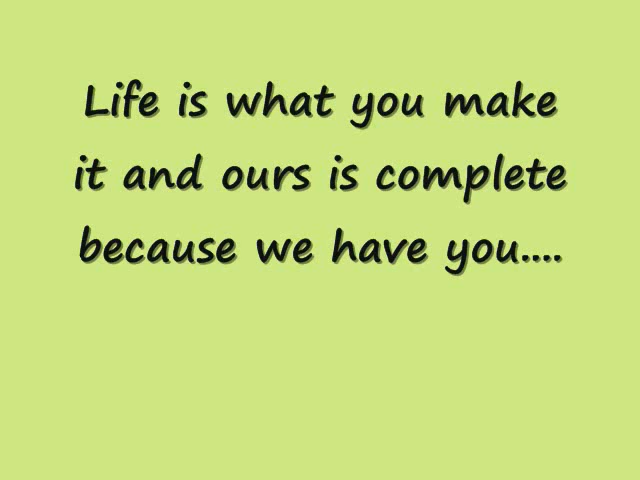 Life is what you make
it and ours is complete
because we have you....